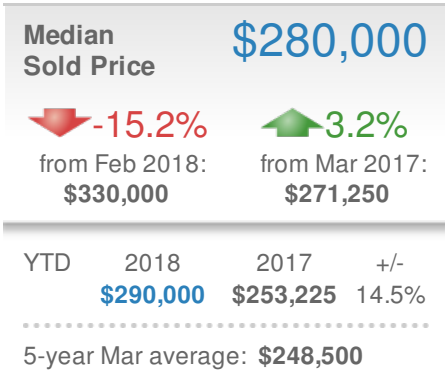 Median $280,000
Sold Price
-15.2% 3.2%
from Feb 2018: from Mar 2017:
$330,000 $271,250
YTD 2018 2017 +/-
$290,000 $253,225 14.5%
5-year Mar average: $248,500